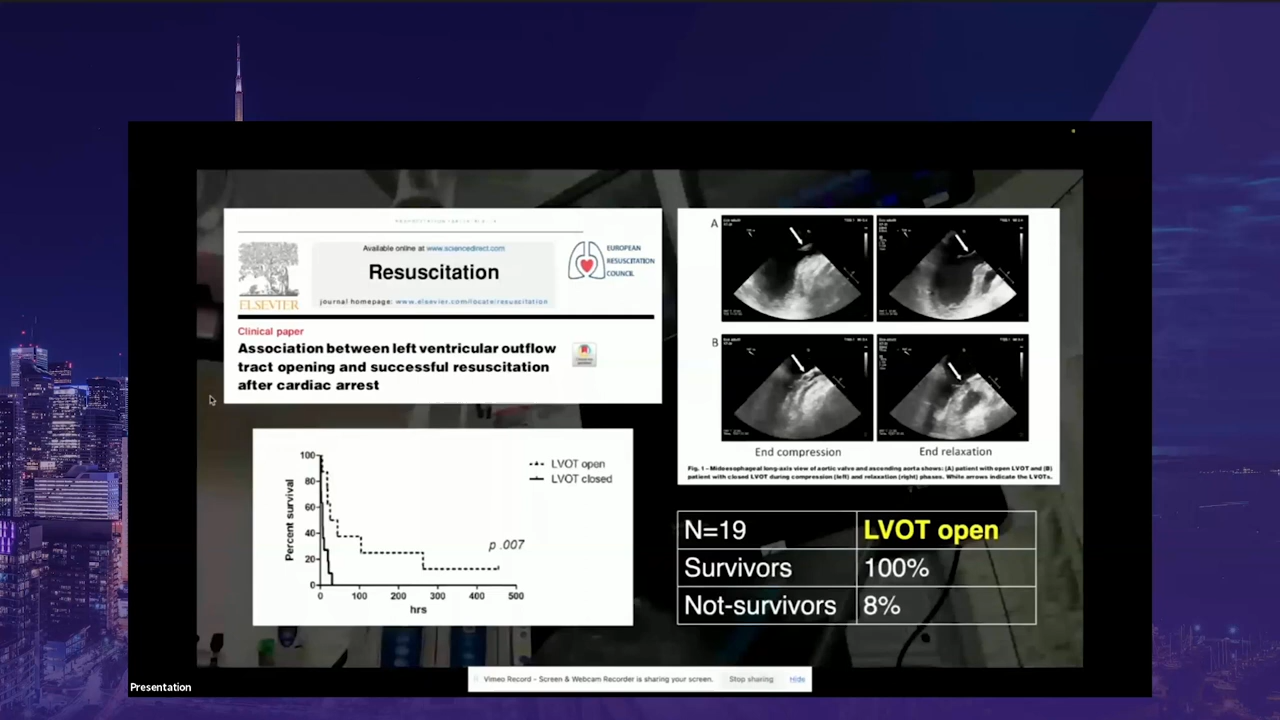 Available online at www.sciencedirect.com
Resuscitation
journal homepage: www.elsevier.com/locate/resuscitation
ELSEVIER
EUROPEAN
RESUSCITATION
COUNCIL
Clinical paper
Association between left ventricular outflow
tract opening and successful resuscitation
after cardiac arrest
A
B
End compression
End relaxation
Fig. 1 – Midoesophageal long-axis view of aortic valve and ascending aorta shows: (A) patient with open LVOT and (B)
patient with closed LVOT during compression (left) and relaxation (right) phases. White arrows indicate the LVOTs.
Percent survival
100
80
60
40
20
0
0 100 200 300 400 500
hrs
LVOT open
LVOT closed
p .007
N=19 LVOT open
Survivors 100%
Not-survivors 8%
Presentation
Vimeo Record - Screen & Webcam Recorder is sharing your screen. Stop sharing Hide